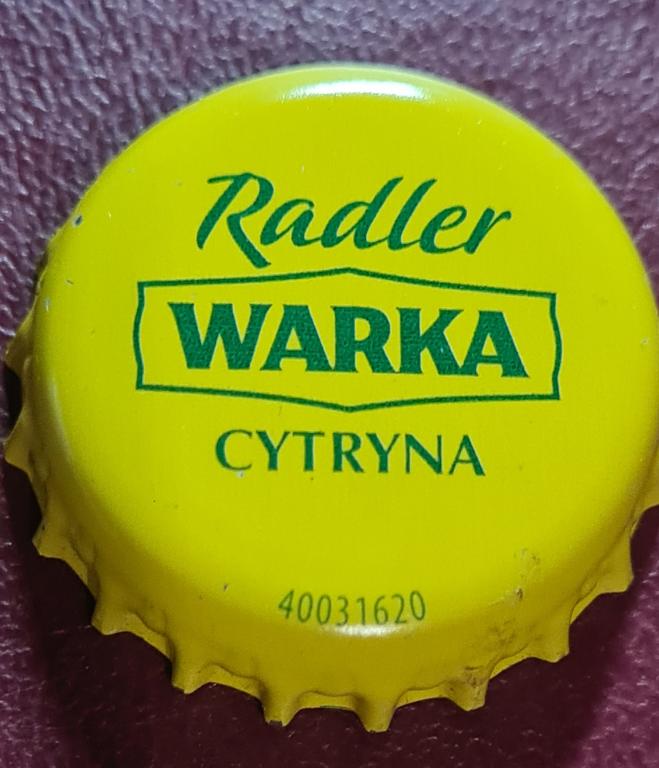 Radler
WARKA
CYTRYNA
40031620